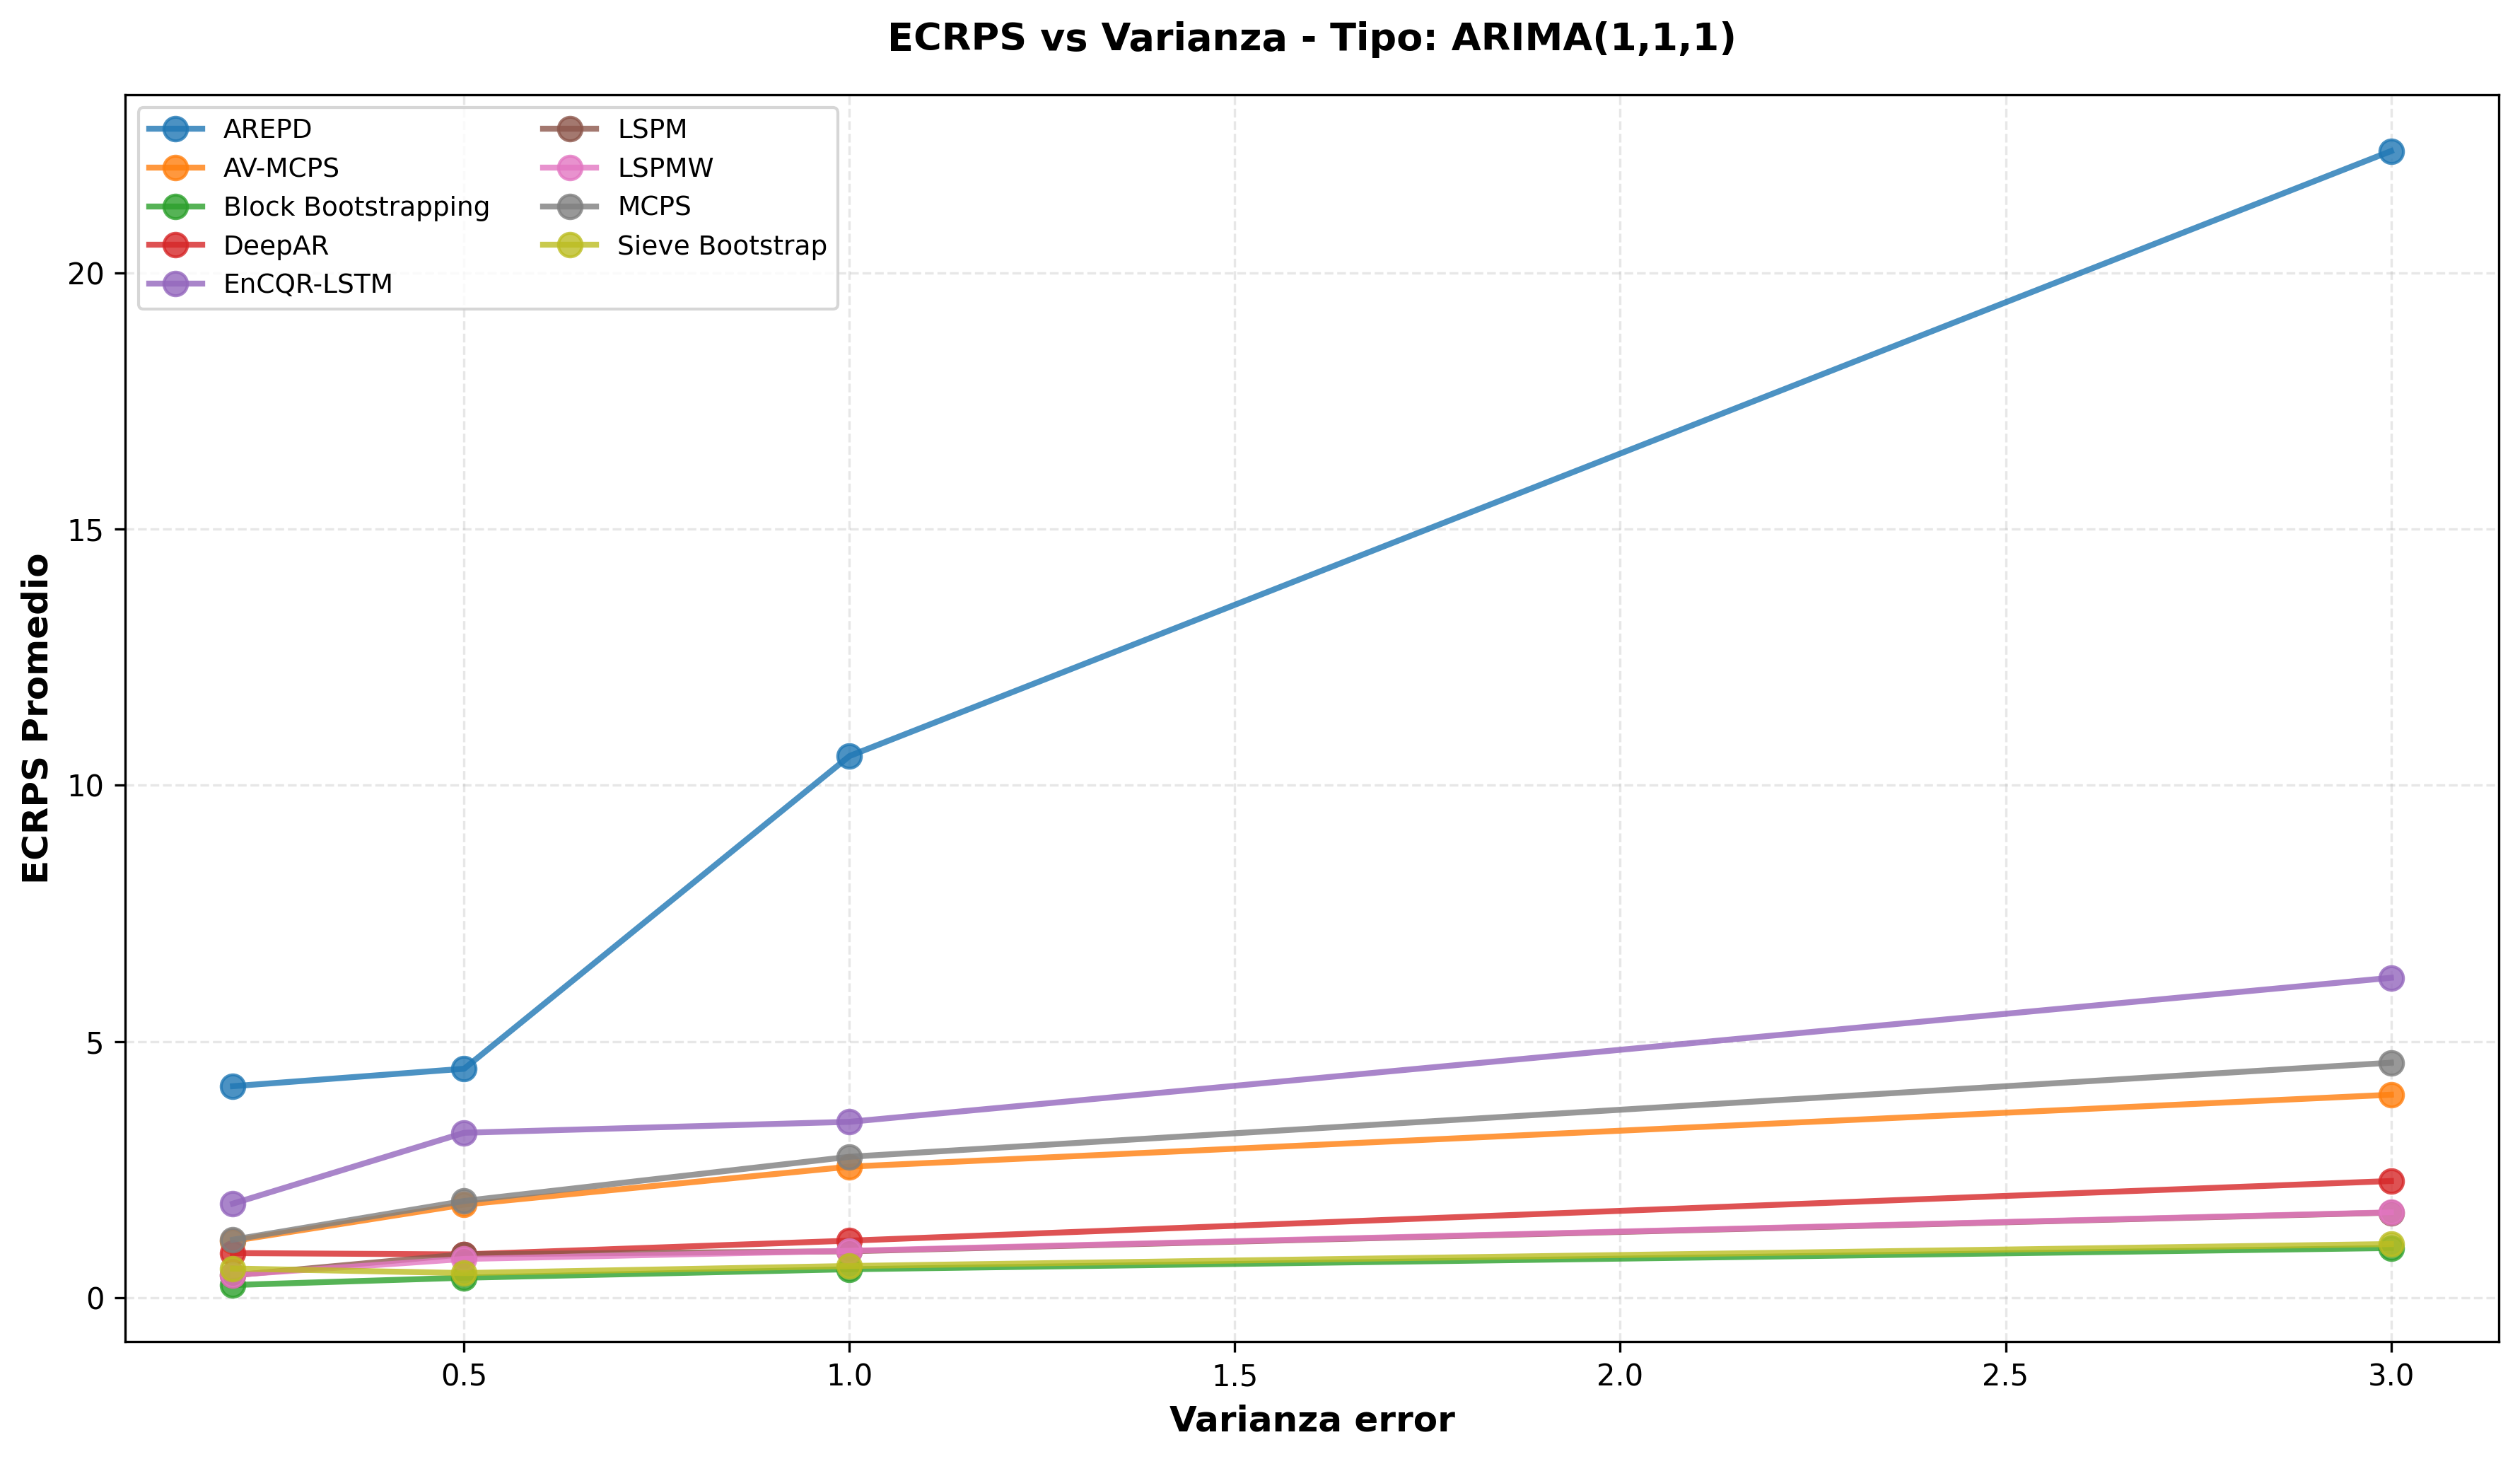 ECRPS vs Varianza - Tipo: ARIMA(1,1,1)
AREPD
AV-MCPS
Block Bootstrapping
DeepAR
EnCQR-LSTM
LSPM
LSPMW
MCPS
Sieve Bootstrap
ECRPS Promedio
20
15
10
5
0
0.5
1.0
1.5
2.0
2.5
3.0
Varianza error